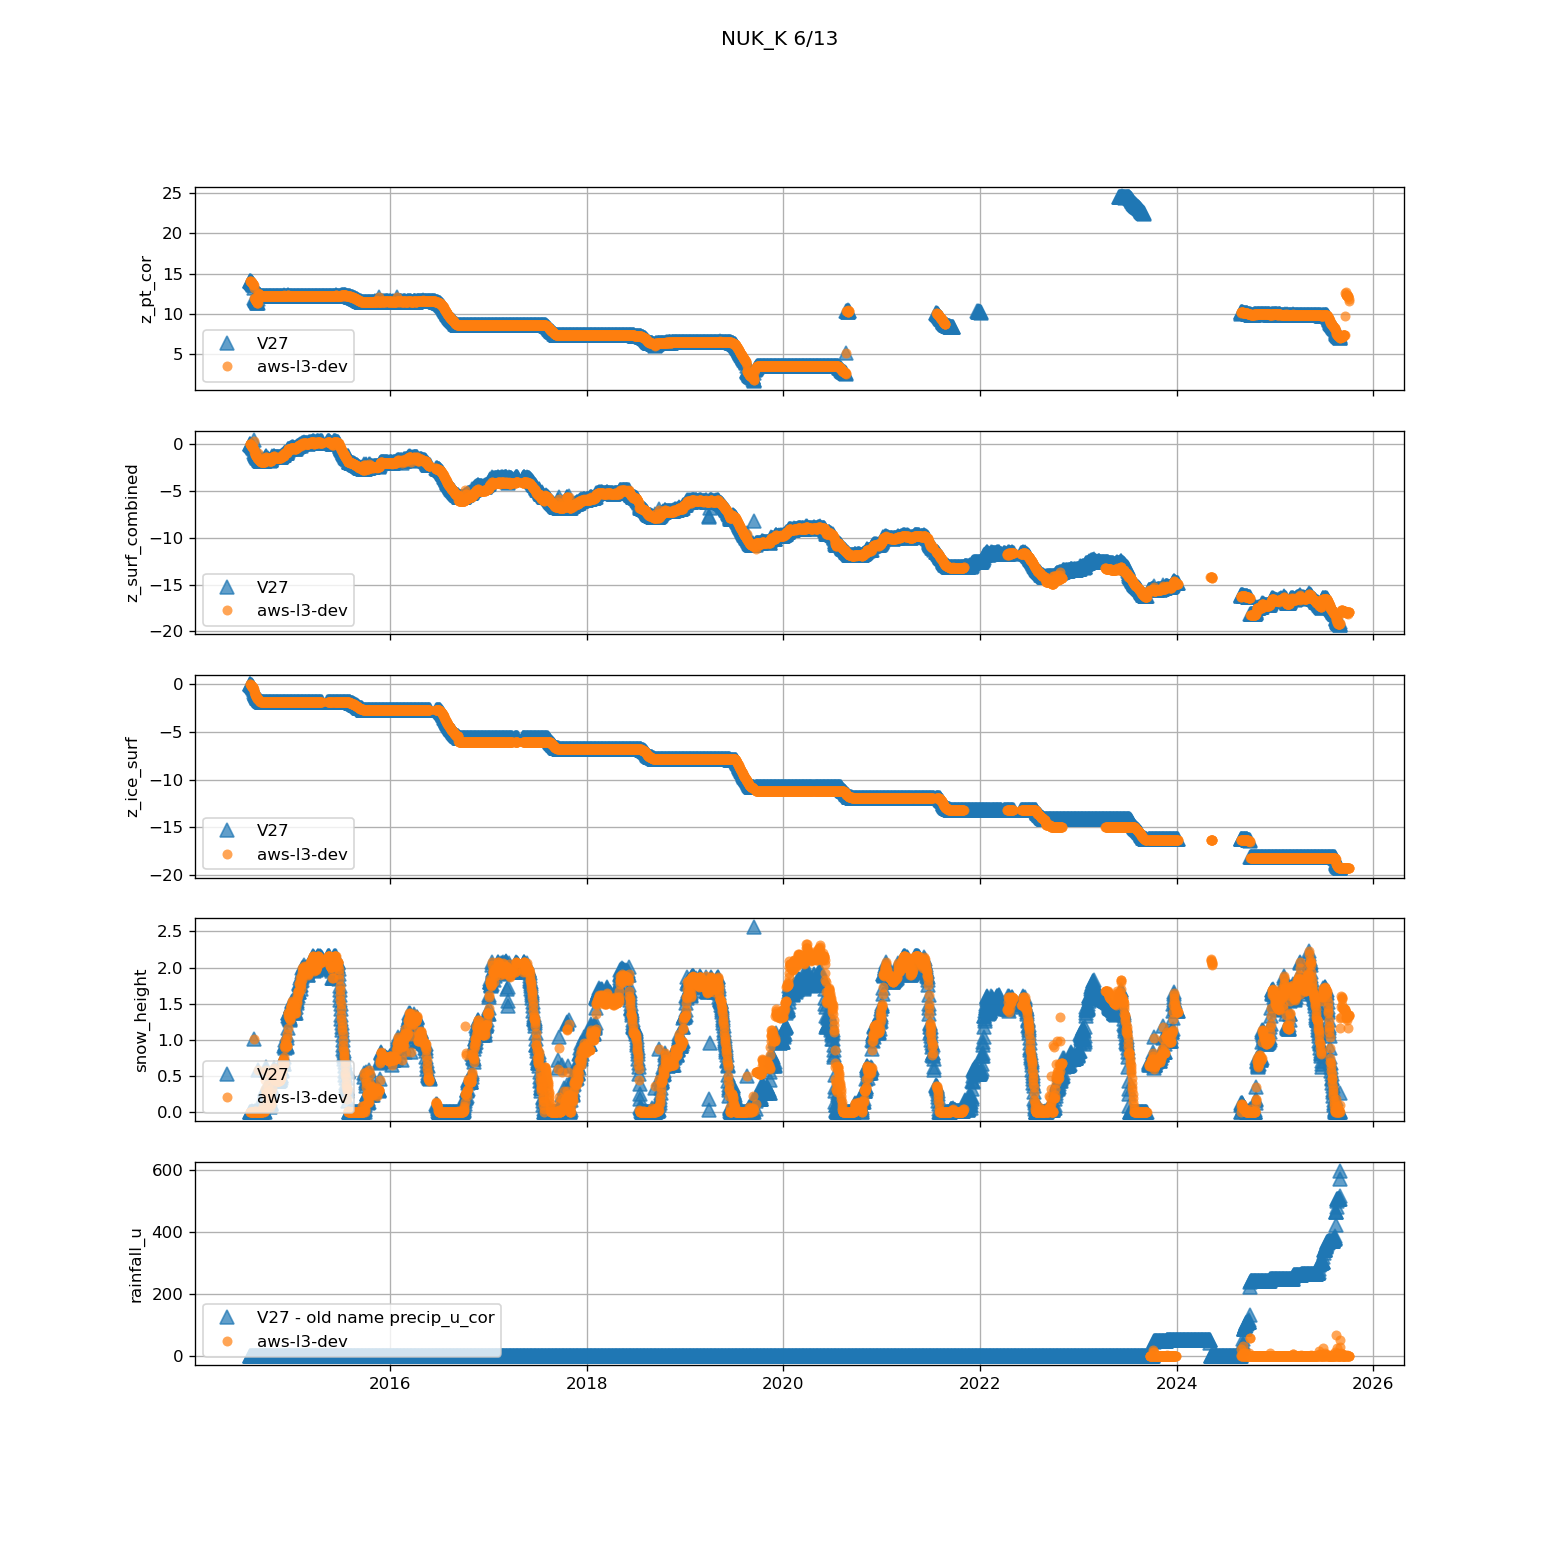 NUK_K 6/13
25
20
15
10
5
z_pt_cor
V27
aws-l3-dev
0
−5
−10
−15
−20
z_surf_combined
V27
aws-l3-dev
0
−5
−10
−15
−20
z_ice_surf
V27
aws-l3-dev
2.5
2.0
1.5
1.0
0.5
0.0
snow_height
V27
aws-l3-dev
600
400
200
0
rainfall_u
V27 - old name precip_u_cor
aws-l3-dev
2016 2018 2020 2022 2024 2026